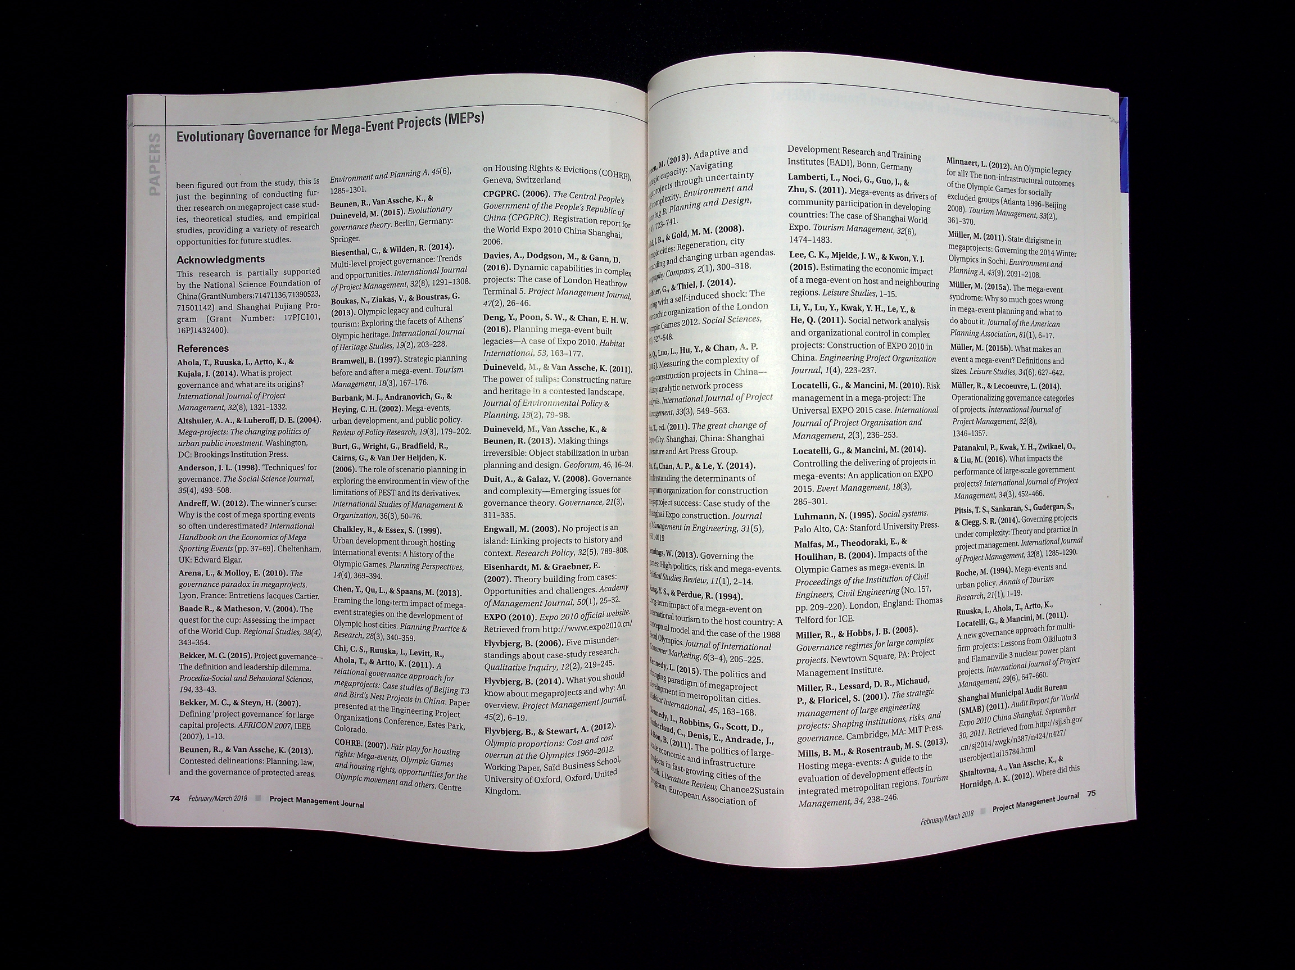 PAPERS
Evolutionary Governance for Mega-Event Projects (MEPs)
been figured out from the study, this is
just the beginning of conducting fur-
ther research on megaproject case stud-
ies, theoretical studies, and empirical
studies, providing a variety of research
opportunities for future studies.
Acknowledgments
This research is partially supported
by the National Science Foundation of
China(GrantNumbers:71471136,71390523,
71501142) and Shanghai Pujiang Pro-
gram [Grant Number: 17PJC101,
16PJ1432400).
References
Ahola, T., Ruuska, I., Artto, K., &
Kujala, J. (2014). What is project
governance and what are its origins?
International Journal of Project
Management, 32(8), 1321–1332.
Altshuler, A. A., & Luberoff, D. E. (2004).
Mega-projects: The changing politics of
urban public investment. Washington,
DC: Brookings Institution Press.
Anderson, J. L. (1998). 'Techniques' for
governance. The Social Science Journal,
35(4), 493–508.
Andreff, W. (2012). The winner's curse:
Why is the cost of mega sporting events
so often underestimated? International
Handbook on the Economics of Mega
Sporting Events (pp. 37–69). Cheltenham,
UK: Edward Elgar.
Arena, L., & Molloy, E. (2010). The
governance paradox in megaprojects.
Lyon, France: Entretiens Jacques Cartier.
Baade R., & Matheson, V. (2004). The
quest for the cup: Assessing the impact
of the World Cup. Regional Studies, 38(4),
343–354.
Bekker, M. C. (2015). Project governance—
The definition and leadership dilemma.
Procedia-Social and Behavioral Sciences,
194, 33–43.
Bekker, M. C., & Steyn, H. (2007).
Defining 'project governance' for large
capital projects. AFRICON 2007, IEEE
(2007), 1–13.
Beunen, R., & Van Assche, K. (2013).
Contested delineations: Planning, law,
and the governance of protected areas.
Environment and Planning A, 45(6),
1285–1301.
Beunen, R., Van Assche, K., &
Duineveld, M. (2015). Evolutionary
governance theory. Berlin, Germany:
Springer.
Biesenthal, C., & Wilden, R. (2014).
Multi-level project governance: Trends
and opportunities. International Journal
of Project Management, 32(8), 1291–1308.
Boukas, N., Ziakas, V., & Boustras, G.
(2013). Olympic legacy and cultural
tourism: Exploring the facets of Athens'
Olympic heritage. International Journal
of Heritage Studies, 19(2), 203–228.
Bramwell, B. (1997). Strategic planning
before and after a mega-event. Tourism
Management, 18(3), 167–176.
Burbank, M. J., Andranovich, G., &
Heying, C. H. (2002). Mega-events,
urban development, and public policy.
Review of Policy Research, 19(3), 179–202.
Burt, G., Wright, G., Bradfield, R.,
Cairns, G., & Van Der Heijden, K.
(2006). The role of scenario planning in
exploring the environment in view of the
limitations of PEST and its derivatives.
International Studies of Management &
Organization, 36(3), 50–76.
Chalkley, B., & Essex, S. (1999).
Urban development through hosting
international events: A history of the
Olympic Games. Planning Perspectives,
14(4), 369–394.
Chen, Y., Qu, L., & Spaans, M. (2013).
Framing the long-term impact of mega-
event strategies on the development of
Olympic host cities. Planning Practice &
Research, 28(3), 340–359.
Chi, C. S., Ruuska, I., Levitt, R.,
Ahola, T., & Artto, K. (2011). A
relational governance approach for
megaprojects: Case studies of Beijing T3
and Bird's Nest Projects in China. Paper
presented at the Engineering Project
Organizations Conference, Estes Park,
Colorado.
COHRE. (2007). Fair play for housing
rights: Mega-events, Olympic Games
and housing rights, opportunities for the
Olympic movement and others. Centre
on Housing Rights & Evictions (COHRE),
Geneva, Switzerland
CPGPRC. (2006). The Central People's
Government of the People's Republic of
China (CPGPRC). Registration report for
the World Expo 2010 China Shanghai,
2006.
Davies, A., Dodgson, M., & Gann, D.
(2016). Dynamic capabilities in complex
projects: The case of London Heathrow
Terminal 5. Project Management Journal,
47(2), 26–46.
Deng, Y., Poon, S. W., & Chan, E. H. W.
(2016). Planning mega-event built
legacies—A case of Expo 2010. Habitat
International, 53, 163–177.
Duineveld, M., & Van Assche, K. (2011).
The power of tulips: Constructing nature
and heritage in a contested landscape.
Journal of Environmental Policy &
Planning, 13(2), 79–98.
Duineveld, M., Van Assche, K., &
Beunen, R. (2013). Making things
irreversible: Object stabilization in urban
planning and design. Geoforum, 46, 16–24.
Duit, A., & Galaz, V. (2008). Governance
and complexity—Emerging issues for
governance theory. Governance, 21(3),
311–335.
Engwall, M. (2003). No project is an
island: Linking projects to history and
context. Research Policy, 32(5), 789–808.
Eisenhardt, M., & Graebner, E.
(2007). Theory building from cases:
Opportunities and challenges. Academy
of Management Journal, 50(1), 25–32.
EXPO (2010). Expo 2010 official website.
Retrieved from http://www.expo2010.cn/
Flyvbjerg, B. (2006). Five misunder-
standings about case-study research.
Qualitative Inquiry, 12(2), 219–245.
Flyvbjerg, B. (2014). What you should
know about megaprojects and why: An
overview. Project Management Journal,
45(2), 6–19.
Flyvbjerg, B., & Stewart, A. (2012).
Olympic proportions: Cost and cost
overrun at the Olympics 1960–2012.
Working Paper, Saïd Business School,
University of Oxford, Oxford, United
Kingdom.
74 February/March 2018 Project Management Journal
M. (2013). Adaptive and
capacity: Navigating
projects through uncertainty
complexity. Environment and
Planning B, Planning and Design,
723–741.
& Gold, M. M. (2008).
cities: Regeneration, city
and changing urban agendas.
Compass, 2(1), 300–318.
G., & Thiel, J. (2014).
with a self-induced shock: The
organization of the London
Games 2012. Social Sciences,
527–548.
Luo, L., Hu, Y., & Chan, A. P.
Measuring the complexity of
construction projects in China—
analytic network process
International Journal of Project
Management, 33(3), 549–563.
et al. (2011). The great change of
Shanghai, China: Shanghai
and Art Press Group.
Chan, A. P., & Le, Y. (2014).
the determinants of
program organization for construction
success: Case study of the
Expo construction. Journal
of Management in Engineering, 31(5),
W. (2013). Governing the
High politics, risk and mega-events.
Political Studies Review, 11(1), 2–14.
S., & Perdue, R. (1994).
impact of a mega-event on
international tourism to the host country: A
conceptual model and the case of the 1988
Olympics. Journal of International
Consumer Marketing, 6(3–4), 205–225.
L. (2015). The politics and
paradigm of megaproject
development in metropolitan cities.
International, 45, 163–168.
Robbins, G., Scott, D.,
C., Denis, E., Andrade, J.,
B. (2011). The politics of large-
economic and infrastructure
in fast-growing cities of the
Literature Review, Chance2Sustain
European Association of
Development Research and Training
Institutes (EADI), Bonn, Germany
Lamberti, L., Noci, G., Guo, J., &
Zhu, S. (2011). Mega-events as drivers of
community participation in developing
countries: The case of Shanghai World
Expo. Tourism Management, 32(6),
1474–1483.
Lee, C. K., Mjelde, J. W., & Kwon, Y. J.
(2015). Estimating the economic impact
of a mega-event on host and neighbouring
regions. Leisure Studies, 1–15.
Li, Y., Lu, Y., Kwak, Y. H., Le, Y., &
He, Q. (2011). Social network analysis
and organizational control in complex
projects: Construction of EXPO 2010 in
China. Engineering Project Organization
Journal, 1(4), 223–237.
Locatelli, G., & Mancini, M. (2010). Risk
management in a mega-project: The
Universal EXPO 2015 case. International
Journal of Project Organisation and
Management, 2(3), 236–253.
Locatelli, G., & Mancini, M. (2014).
Controlling the delivering of projects in
mega-events: An application on EXPO
2015. Event Management, 18(3),
285–301.
Luhmann, N. (1995). Social systems.
Palo Alto, CA: Stanford University Press.
Malfas, M., Theodoraki, E., &
Houlihan, B. (2004). Impacts of the
Olympic Games as mega-events. In
Proceedings of the Institution of Civil
Engineers, Civil Engineering (No. 157,
pp. 209–220). London, England: Thomas
Telford for ICE.
Miller, R., & Hobbs, J. B. (2005).
Governance regimes for large complex
projects. Newtown Square, PA: Project
Management Institute.
Miller, R., Lessard, D. R., Michaud,
P., & Floricel, S. (2001). The strategic
management of large engineering
projects: Shaping institutions, risks, and
governance. Cambridge, MA: MIT Press.
Mills, B. M., & Rosentraub, M. S. (2013).
Hosting mega-events: A guide to the
evaluation of development effects in
integrated metropolitan regions. Tourism
Management, 34, 238–246.
Minnaert, L. (2012). An Olympic legacy
for all? The non-infrastructural outcomes
of the Olympic Games for socially
excluded groups (Atlanta 1996–Beijing
2008). Tourism Management, 33(2),
361–370.
Müller, M. (2011). State dirigisme in
megaprojects: Governing the 2014 Winter
Olympics in Sochi. Environment and
Planning A, 43(9), 2091–2108.
Müller, M. (2015a). The mega-event
syndrome: Why so much goes wrong
in mega-event planning and what to
do about it. Journal of the American
Planning Association, 81(1), 6–17.
Müller, M. (2015b). What makes an
event a mega-event? Definitions and
sizes. Leisure Studies, 34(6), 627–642.
Müller, R., & Lecoeuvre, L. (2014).
Operationalizing governance categories
of projects. International Journal of
Project Management, 32(8),
1346–1357.
Patanakul, P., Kwak, Y. H., Zwikael, O.,
& Liu, M. (2016). What impacts the
performance of large-scale government
projects? International Journal of Project
Management, 34(3), 452–466.
Pitsis, T. S., Sankaran, S., Gudergan, S.,
& Clegg, S. R. (2014). Governing projects
under complexity: Theory and practice in
project management. International Journal
of Project Management, 32(8), 1285–1290.
Roche, M. (1994). Mega-events and
urban policy. Annals of Tourism
Research, 21(1), 1–19.
Ruuska, I., Ahola, T., Artto, K.,
Locatelli, G., & Mancini, M. (2011).
A new governance approach for multi-
firm projects: Lessons from Olkiluoto 3
and Flamanville 3 nuclear power plant
projects. International Journal of Project
Management, 29(6), 647–660.
Shanghai Municipal Audit Bureau
(SMAB) (2011). Audit Report for World
Expo 2010 China Shanghai. September
30, 2011. Retrieved from http://sjj.sh.gov
.cn/sj2014/swgk/n387/n424/n427/
userobject1ai15784.html
Shtaltovna, A., Van Assche, K., &
Hornidge, A. K. (2012). Where did this
February/March 2018 Project Management Journal 75